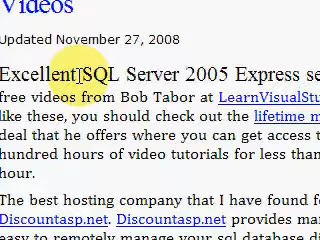 Videos
Updated November 27, 2008
Excellent SQL Server 2005 Express se
free videos from Bob Tabor at LearnVisualStu
like these, you should check out the lifetime m
deal that he offers where you can get access t
hundred hours of video tutorials for less than
hour.
The best hosting company that I have found f
Discountasp.net. Discountasp.net provides ma
easy to remotely manage your sql database di